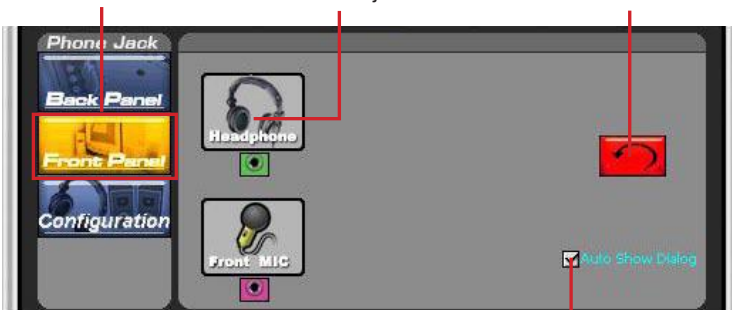 Phone Jack
Back Panel
Front Panel
Configuration
Headphone
Front MIC
Auto Show Dialog